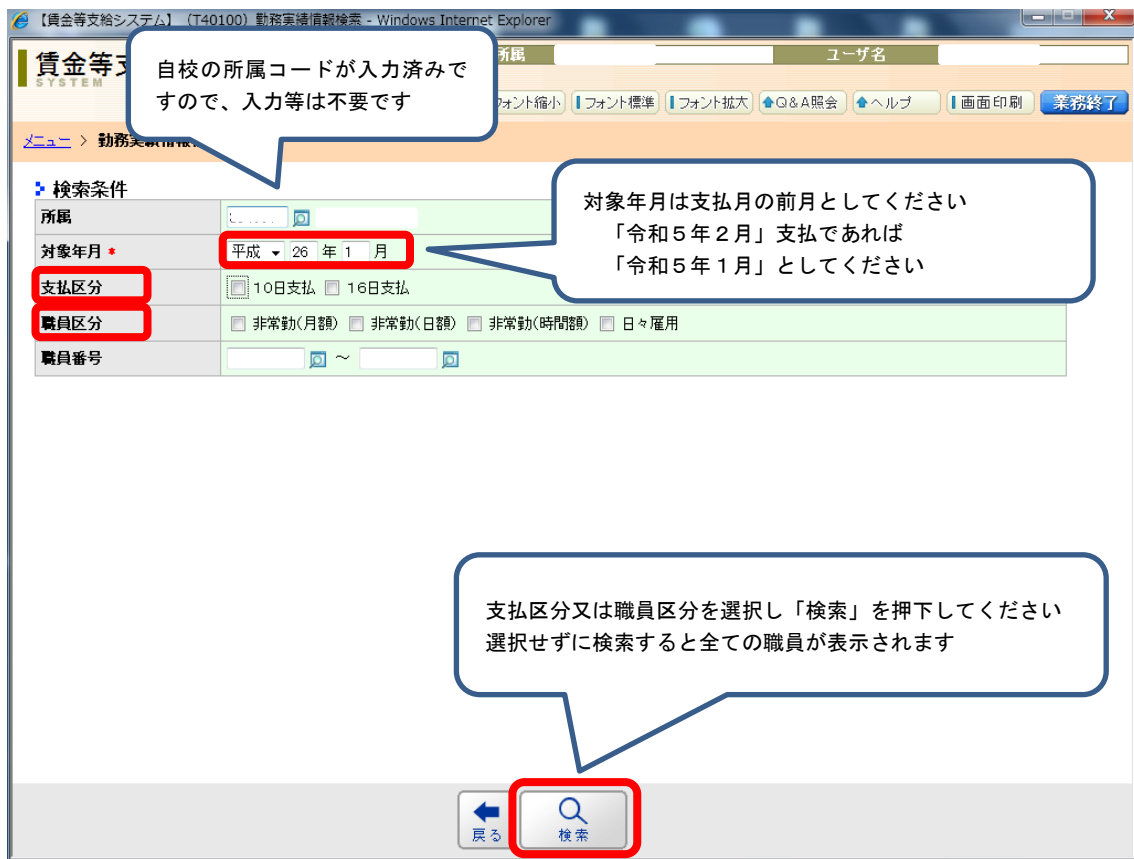 【賃金等支給システム】 (T40100) 勤務実績情報検索 - Windows Internet Explorer
賃金等支
SYSTEM
所属
ユーザ名
フォント縮小 フォント標準 フォント拡大 Q&A照会 ヘルプ 画面印刷 業務終了
自校の所属コードが入力済みで
すので、入力等は不要です
メニュー > 勤務実績情報
検索条件
所属
対象年月 * 平成 26 年 1 月
支払区分 10日支払 16日支払
職員区分 非常勤(月額) 非常勤(日額) 非常勤(時間額) 日々雇用
職員番号 ～
対象年月は支払月の前月としてください
「令和５年２月」支払であれば
「令和５年１月」としてください
支払区分又は職員区分を選択し「検索」を押下してください
選択せずに検索すると全ての職員が表示されます
戻る 検索